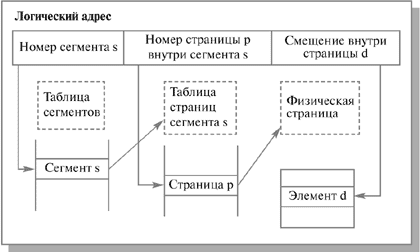 Логический адрес
Номер сегмента s
Номер страницы p
внутри сегмента s
Смещение внутри
страницы d
Таблица
сегментов
Таблица
страниц
сегмента s
Физическая
страница
Сегмент s
Страница p
Элемент d